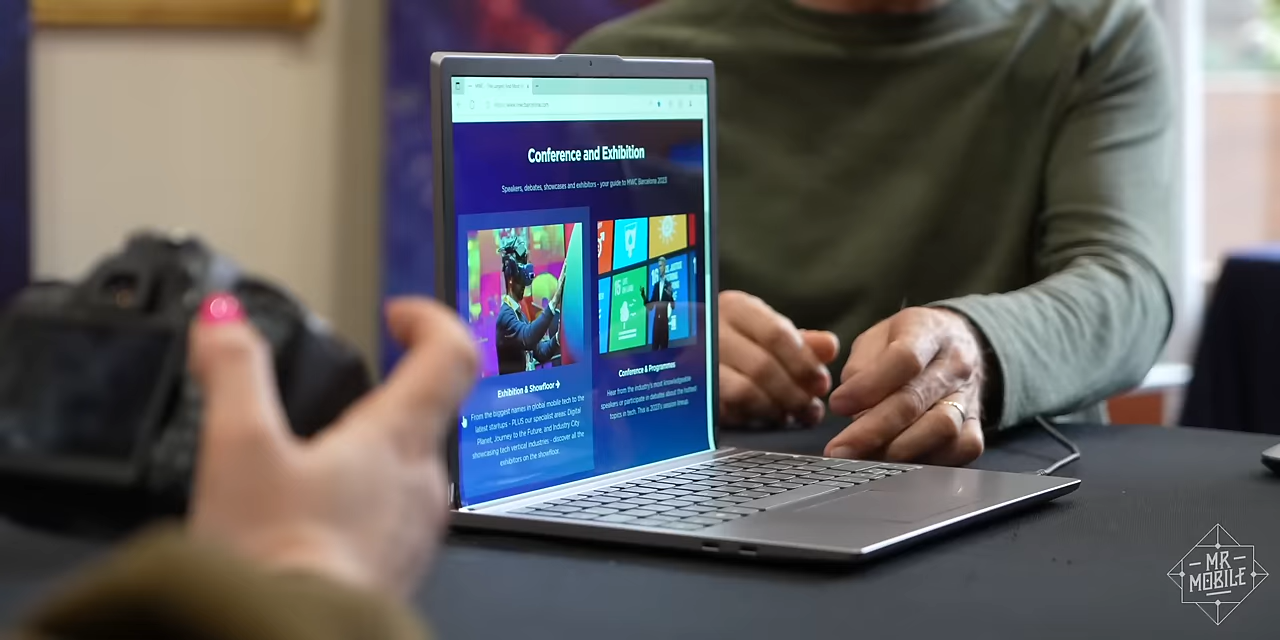 Conference and Exhibition
Speakers, debates, showcases and exhibitors - your guide to MWC Barcelona 2023
Exhibition & Showfloor →
From the biggest names in global mobile tech to the
latest startups - PLUS our specialist areas: Digital
Planet, Journey to the Future, and Industry City
showcasing tech vertical industries - discover all the
exhibitors on the showfloor.
Conference & Programmes
Hear from the industry's most knowledgeable
speakers or participate in debates about the hottest
topics in tech. This is 2023's session lineup
MR
MOBILE